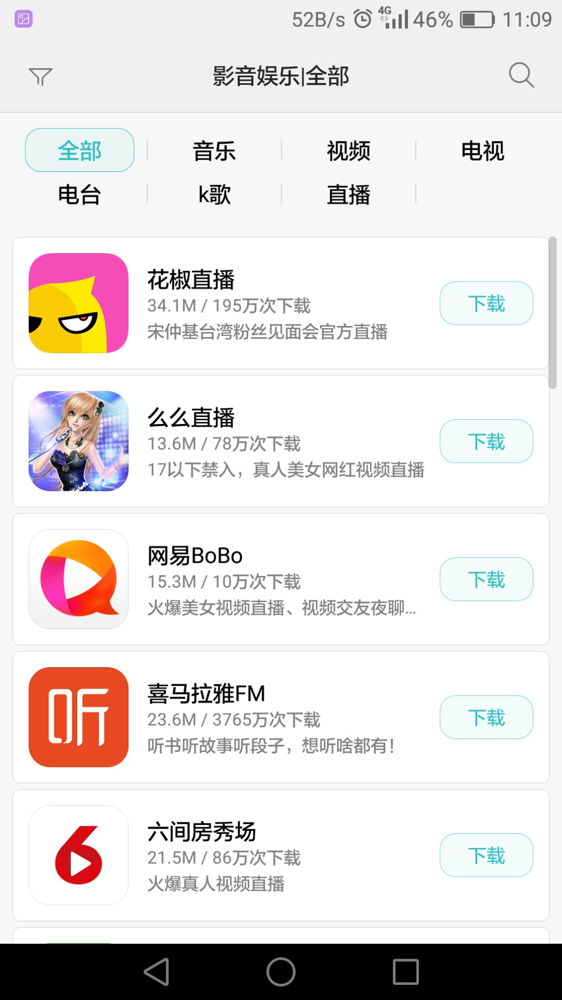 52B/s 4G 46% 11:09
影音娱乐|全部
全部 音乐 视频 电视
电台 k歌 直播
花椒直播
34.1M / 195万次下载
宋仲基台湾粉丝见面会官方直播
下载
么么直播
13.6M / 78万次下载
17以下禁入，真人美女网红视频直播
下载
网易BoBo
15.3M / 10万次下载
火爆美女视频直播、视频交友夜聊...
下载
听
喜马拉雅FM
23.6M / 3765万次下载
听书听故事听段子，想听啥都有！
下载
6
六间房秀场
21.5M / 86万次下载
火爆真人视频直播
下载